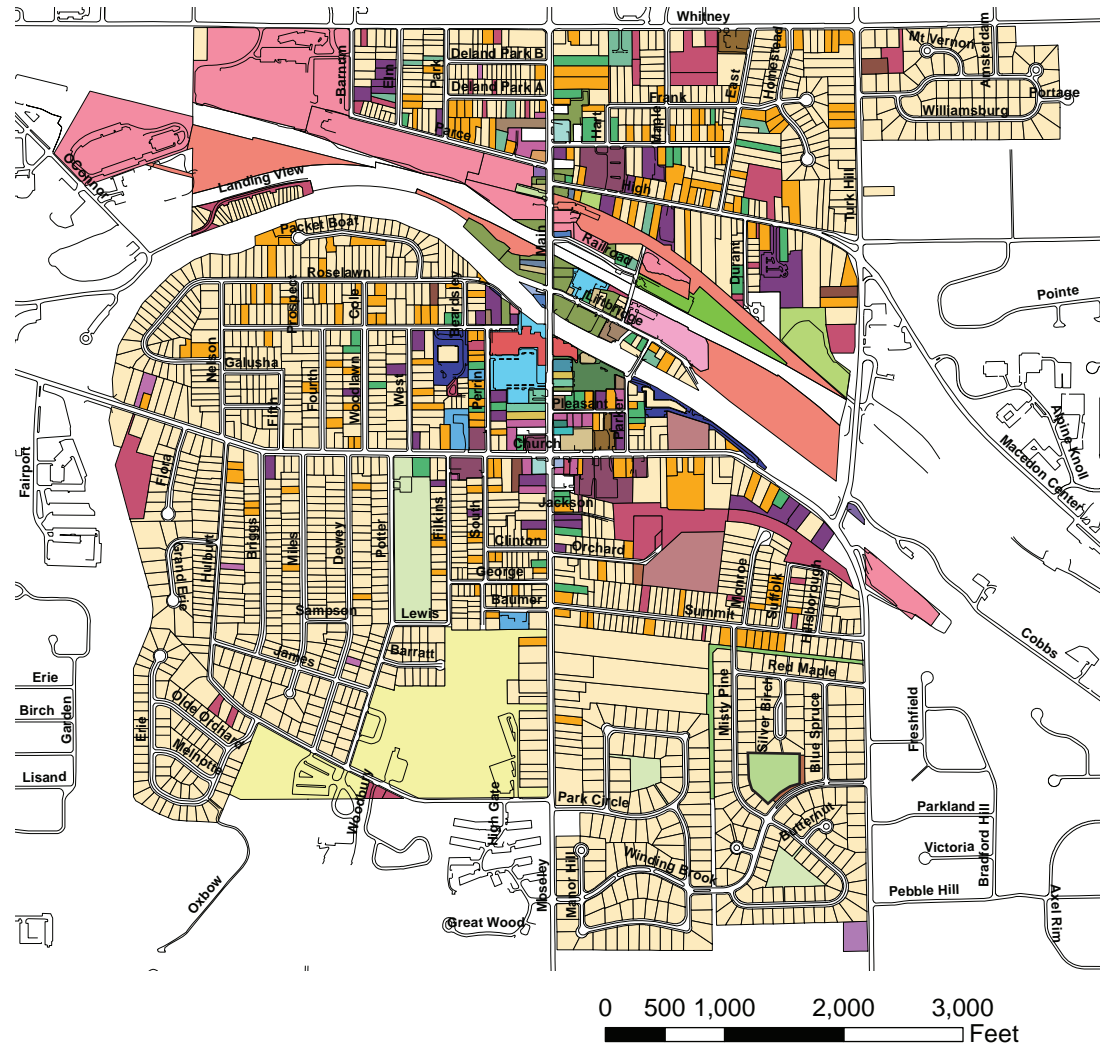 Whitney
Mt Vernon
Amsterdam
Barnum
Elm
Park
Deland Park B
Homestead
East
Deland Park A
Frank
Portage
Williamsburg
Hart
Maple
Parce
OConnor
Landing View
High
Turk Hill
Packet Boat
Main
Railroad
Durant
Roselawn
Prospect
Cole
Beardsley
Liftbridge
Pointe
Nelson
Galusha
Fifth
Fourth
Woodlawn
West
Perrin
Pleasant
Parker
Church
Alpine Knoll
Macedon Center
Fairport
Flora
Briggs
Miles
Dewey
Potter
Filkins
South
Jackson
Clinton
Orchard
Grand Erie
Hulburt
George
Baumer
Monroe
Suffolk
Hillsborough
Sampson
Lewis
Summit
James
Barratt
Red Maple
Cobbs
Erie
Birch
Garden
Lisand
Erie
Olde Orchard
Melhotte
Misty Pine
Silver Birch
Blue Spruce
Freshfield
Woodbury
High Gate
Park Circle
Butternut
Parkland
Victoria
Bradford Hill
Winding Brook
Pebble Hill
Oxbow
Moseley
Manor Hill
Great Wood
Axel Rim
0 500 1,000 2,000 3,000
Feet